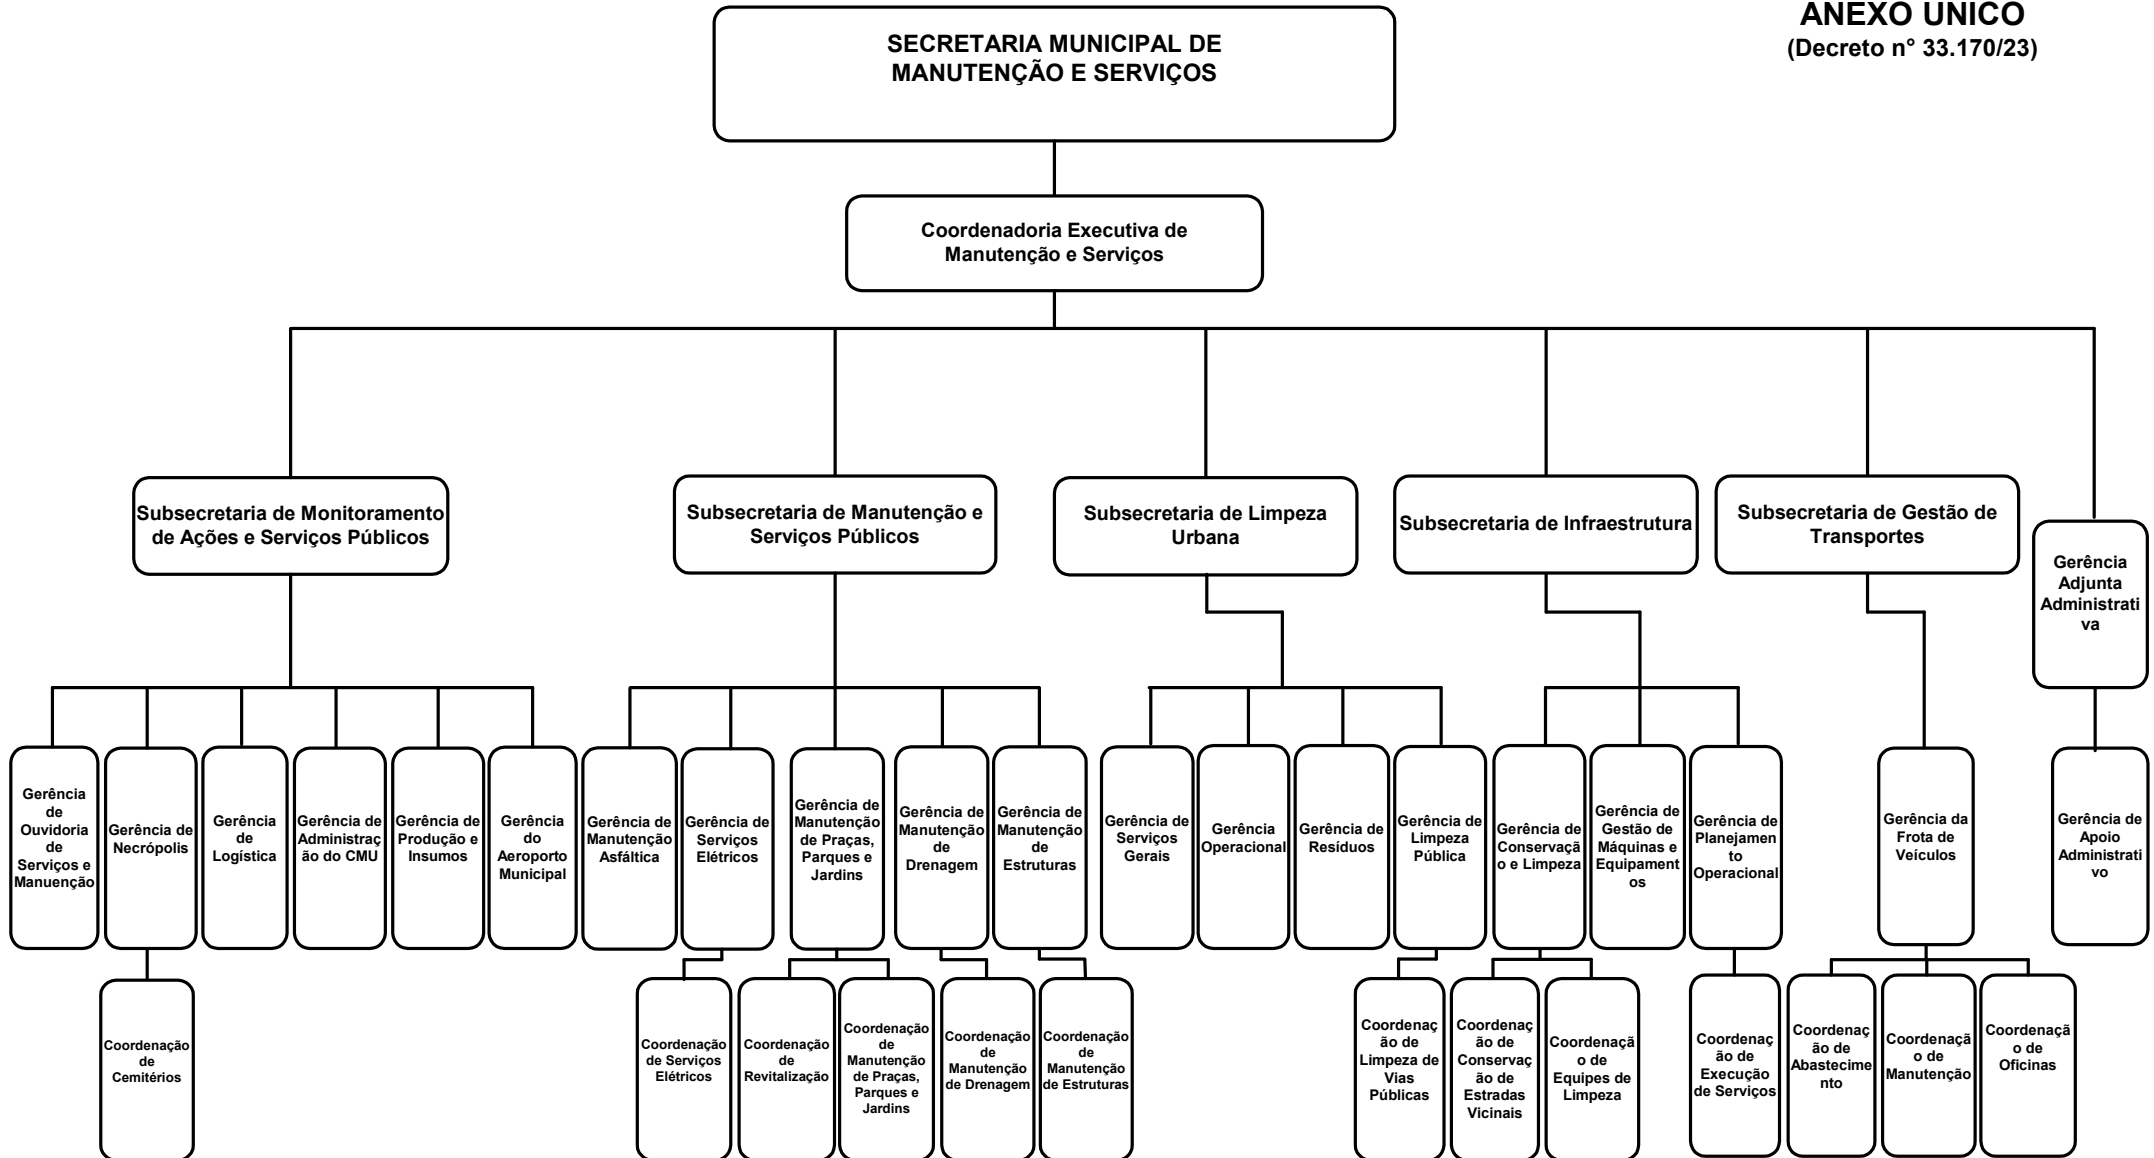 ANEXO UNICO
(Decreto n° 33.170/23)
SECRETARIA MUNICIPAL DE
MANUTENÇÃO E SERVIÇOS
Coordenadoria Executiva de
Manutenção e Serviços
Subsecretaria de Monitoramento
de Ações e Serviços Públicos
Subsecretaria de Manutenção e
Serviços Públicos
Subsecretaria de Limpeza
Urbana
Subsecretaria de Infraestrutura
Subsecretaria de Gestão de
Transportes
Gerência
Adjunta
Administrati
va
Gerência
de
Ouvidoria
de
Serviços e
Manuenção
Gerência de
Necrópolis
Gerência
de
Logística
Gerência de
Administraç
ão do CMU
Gerência de
Produção e
Insumos
Gerência
do
Aeroporto
Municipal
Gerência de
Manutenção
Asfáltica
Gerência de
Serviços
Elétricos
Gerência de
Manutenção
de Praças,
Parques e
Jardins
Gerência de
Manutenção
de
Drenagem
Gerência de
Manutenção
de
Estruturas
Gerência de
Serviços
Gerais
Gerência
Operacional
Gerência de
Resíduos
Gerência de
Limpeza
Pública
Gerência de
Conservaçã
o e Limpeza
Gerência de
Gestão de
Máquinas e
Equipament
os
Gerência de
Planejamen
to
Operacional
Gerência da
Frota de
Veículos
Gerência de
Apoio
Administrati
vo
Coordenação
de
Cemitérios
Coordenação
de Serviços
Elétricos
Coordenação
de
Revitalização
Coordenação
de
Manutenção
de Praças,
Parques e
Jardins
Coordenação
de
Manutenção
de Drenagem
Coordenação
de
Manutenção
de Estruturas
Coordenaç
ão de
Limpeza de
Vias
Públicas
Coordenaç
ão de
Conservaç
ão de
Estradas
Vicinais
Coordenaçã
o de
Equipes de
Limpeza
Coordenaç
ão de
Execução
de Serviços
Coordenaç
ão de
Abastecime
nto
Coordenaçã
o de
Manutenção
Coordenaçã
o de
Oficinas